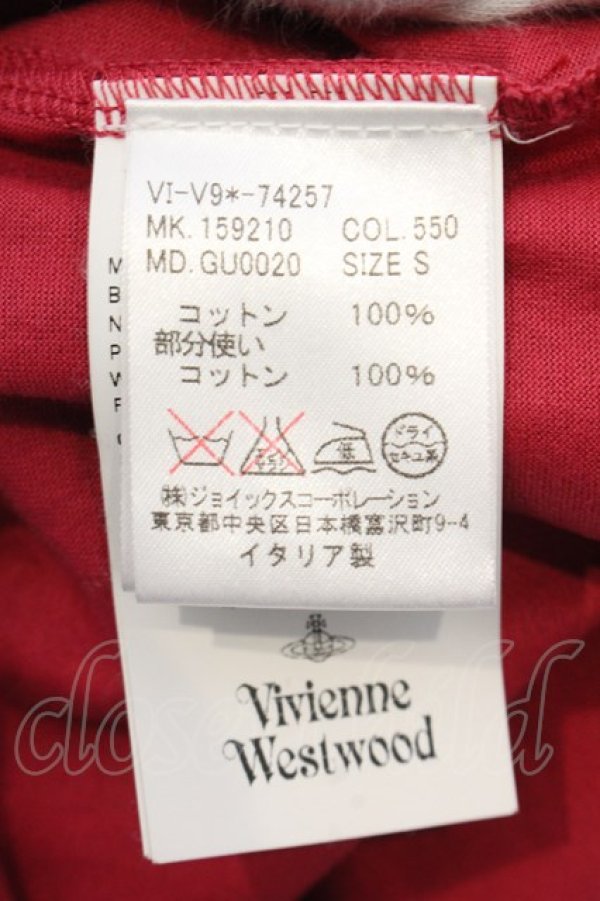 VI-V9*-74257
MK.159210 COL.550
MD.GU0020 SIZE S
コットン 100%
部分使い
コットン 100%
低
ドライ
セキユ系
㈱ジョイックスコーポレーション
東京都中央区日本橋富沢町9-4
イタリア製
M
B
N
P
W
F
Vivienne
Westwood
closet child